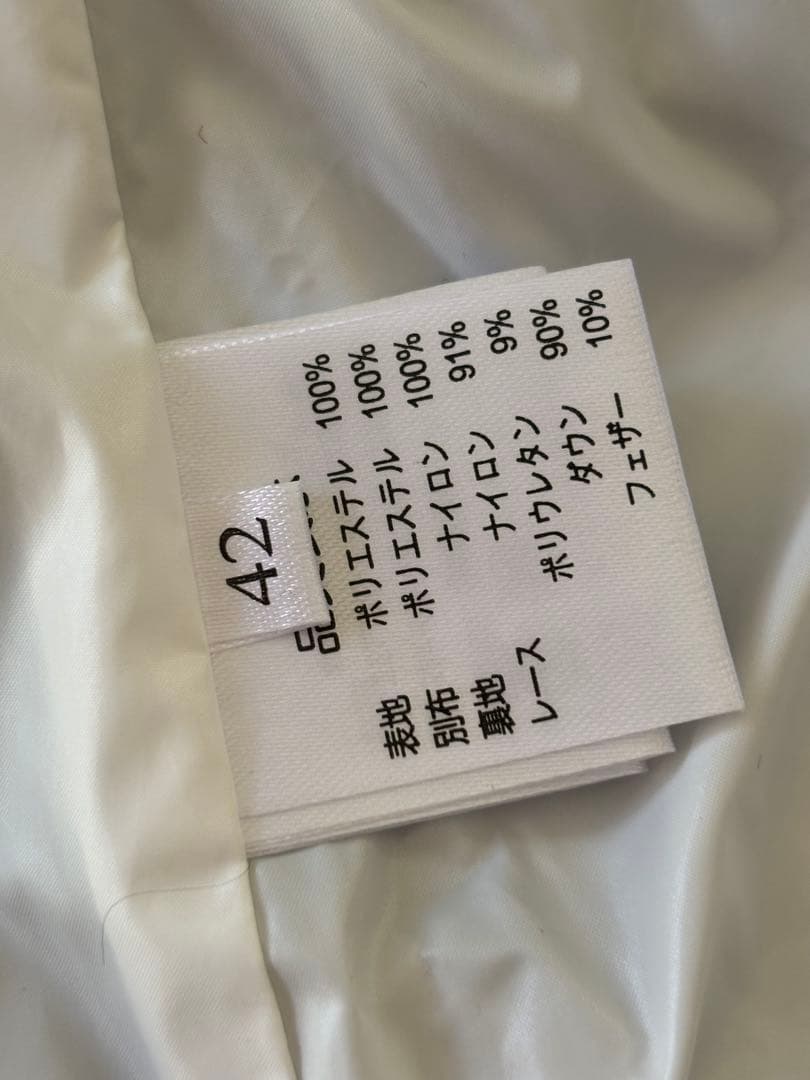 42
品
表地 ポリエステル 100%
別布 ポリエステル 100%
裏地 ナイロン 100%
レース ナイロン 91%
ポリウレタン 9%
ダウン 90%
フェザー 10%